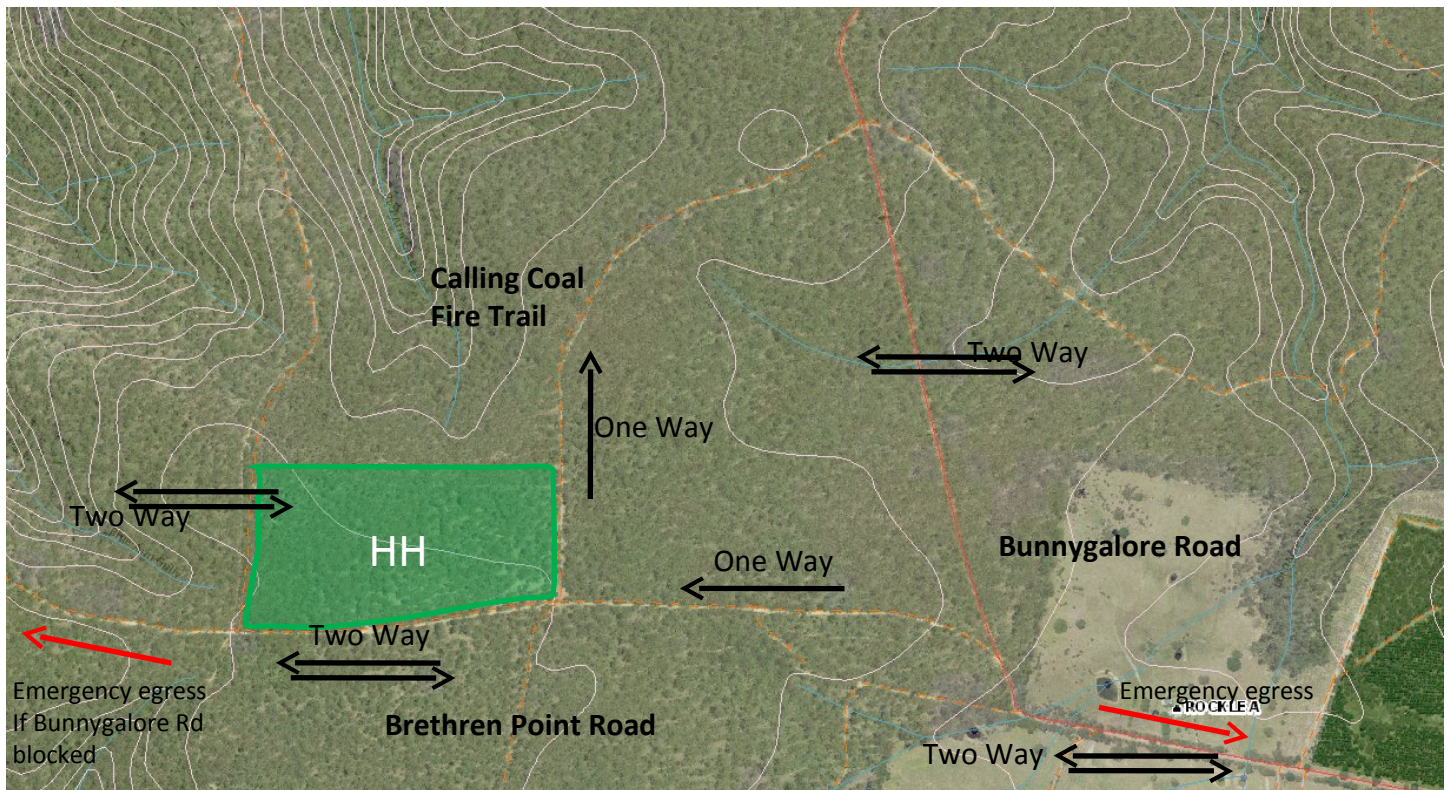 Calling Coal
Fire Trail
Two Way
One Way
Two Way
HH
Bunnygalore Road
One Way
Two Way
Emergency egress
If Bunnygalore Rd
blocked
Brethren Point Road
Emergency egress
ROCKLEA
Two Way